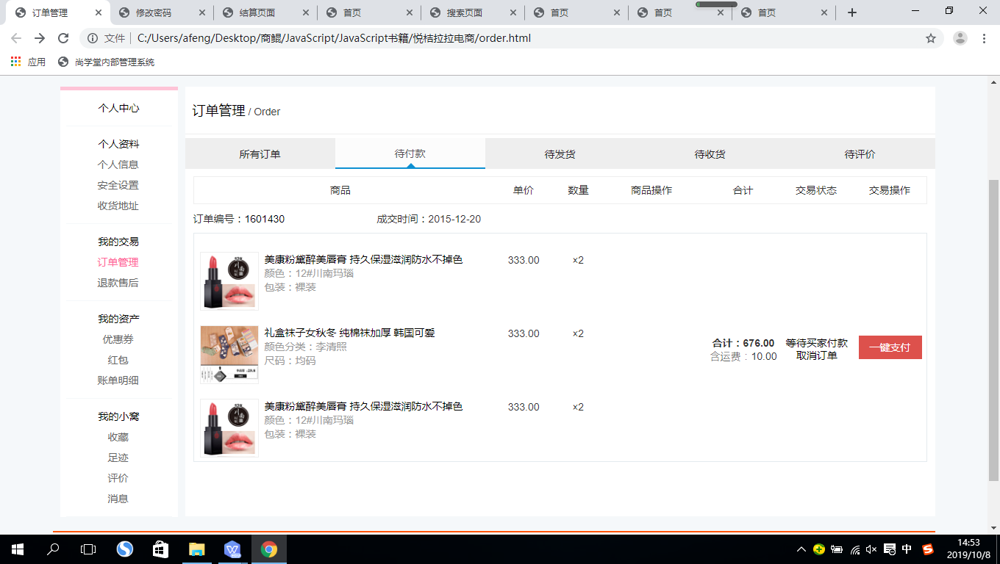 订单管理 修改密码 结算页面 首页 搜索页面 首页 首页 首页
文件 C:/Users/afeng/Desktop/商鲲/JavaScript/JavaScript书籍/悦桔拉拉电商/order.html
应用 尚学堂内部管理系统
个人中心
个人资料
个人信息
安全设置
收货地址
我的交易
订单管理
退款售后
我的资产
优惠券
红包
账单明细
我的小窝
收藏
足迹
评价
消息
订单管理 / Order
所有订单 待付款 待发货 待收货 待评价
商品 单价 数量 商品操作 合计 交易状态 交易操作
订单编号：1601430 成交时间：2015-12-20
美康粉黛醉美唇膏 持久保湿滋润防水不掉色 333.00 ×2
颜色：12#川南玛瑙
包装：裸装
礼盒袜子女秋冬 纯棉袜加厚 韩国可爱 333.00 ×2
颜色分类：李清照
尺码：均码
合计：676.00 等待买家付款 一键支付
含运费：10.00 取消订单
美康粉黛醉美唇膏 持久保湿滋润防水不掉色 333.00 ×2
颜色：12#川南玛瑙
包装：裸装
中
14:53
2019/10/8